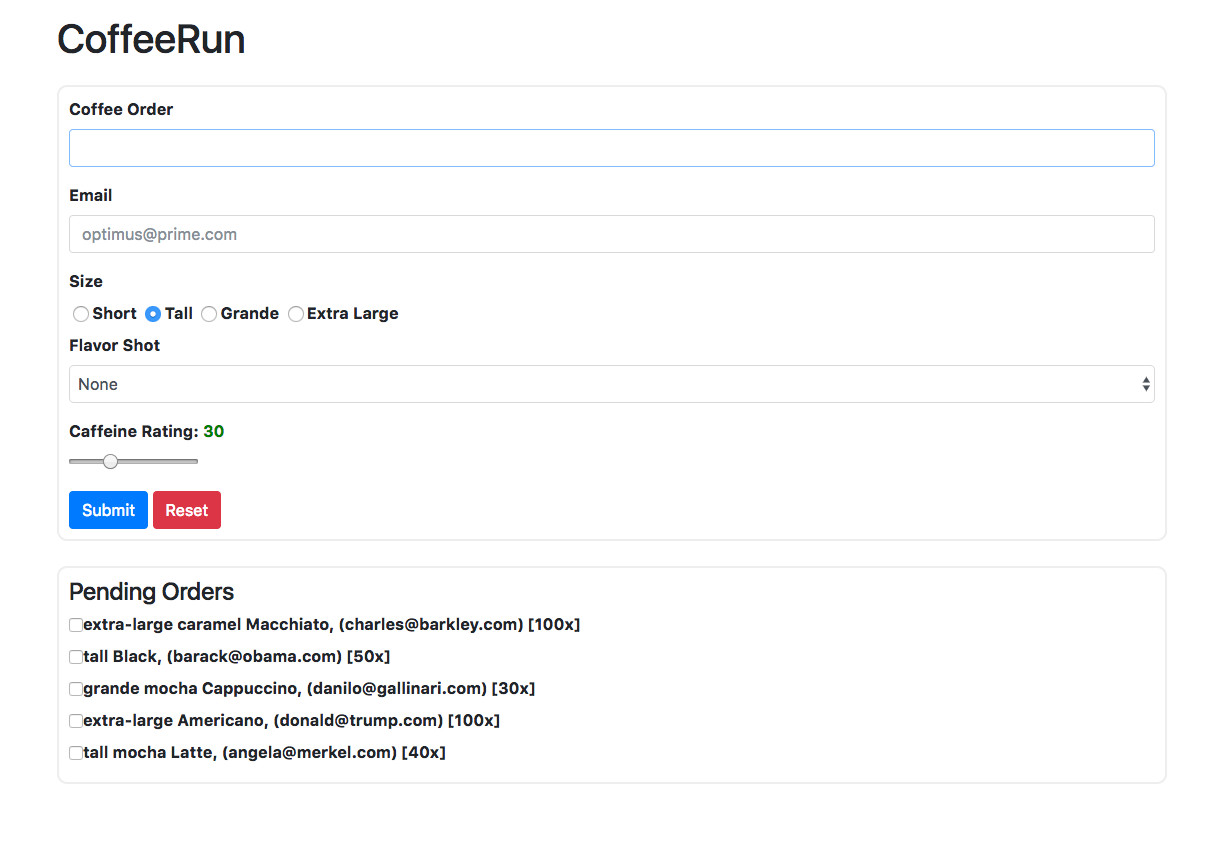 CoffeeRun
Coffee Order
Email
optimus@prime.com
Size
Short Tall Grande Extra Large
Flavor Shot
None
Caffeine Rating: 30
Submit Reset
Pending Orders
extra-large caramel Macchiato, (charles@barkley.com) [100x]
tall Black, (barack@obama.com) [50x]
grande mocha Cappuccino, (danilo@gallinari.com) [30x]
extra-large Americano, (donald@trump.com) [100x]
tall mocha Latte, (angela@merkel.com) [40x]